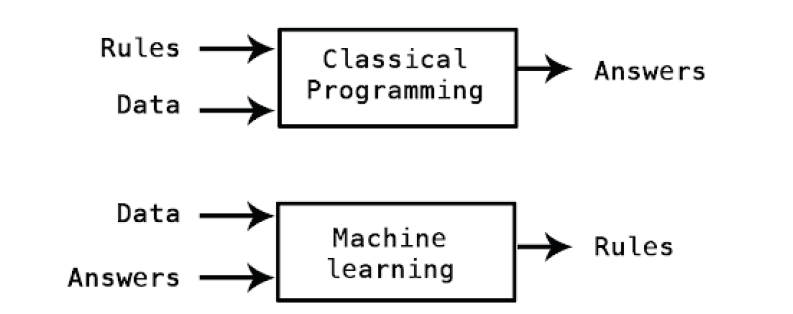 Rules
Data
Classical
Programming
Answers
Data
Answers
Machine
learning
Rules